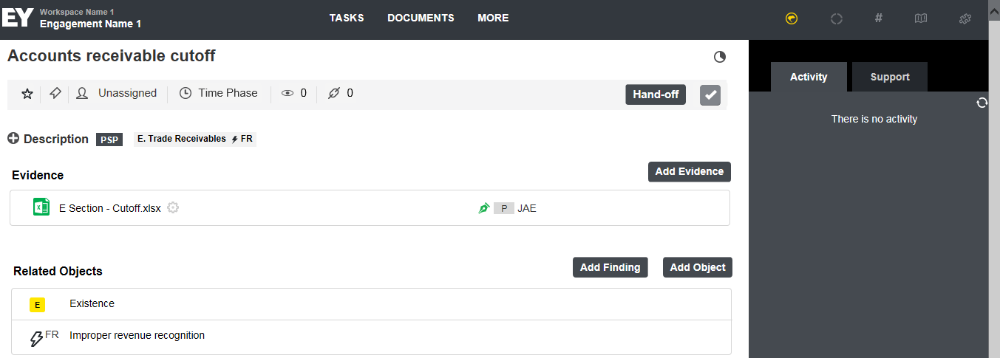 EY
Workspace Name 1
Engagement Name 1
TASKS DOCUMENTS MORE
#
Accounts receivable cutoff
Activity Support
Unassigned Time Phase 0 0 Hand-off
There is no activity
Description PSP E. Trade Receivables FR
Evidence Add Evidence
E Section - Cutoff.xlsx P JAE
Related Objects Add Finding Add Object
E Existence
FR Improper revenue recognition